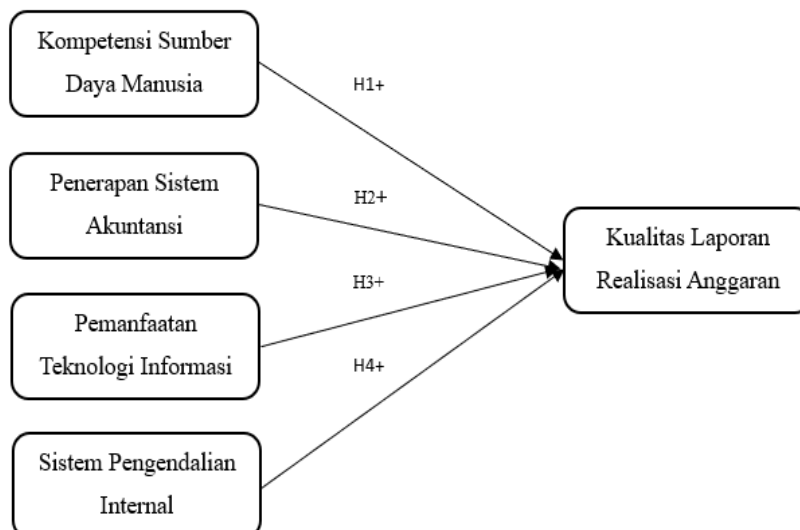 Kompetensi Sumber
Daya Manusia
H1+
Penerapan Sistem
Akuntansi
H2+
Kualitas Laporan
Realisasi Anggaran
H3+
Pemanfaatan
Teknologi Informasi
H4+
Sistem Pengendalian
Internal